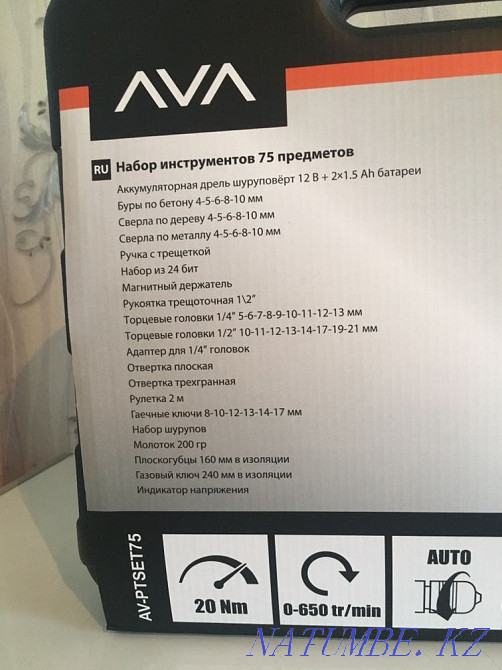 AVA
RU Набор инструментов 75 предметов
Аккумуляторная дрель шуруповёрт 12 В + 2×1.5 Ah батареи
Буры по бетону 4-5-6-8-10 мм
Сверла по дереву 4-5-6-8-10 мм
Сверла по металлу 4-5-6-8-10 мм
Ручка с трещеткой
Набор из 24 бит
Магнитный держатель
Рукоятка трещоточная 1\2"
Торцевые головки 1/4" 5-6-7-8-9-10-11-12-13 мм
Торцевые головки 1/2" 10-11-12-13-14-17-19-21 мм
Адаптер для 1/4" головок
Отвертка плоская
Отвертка трехгранная
Рулетка 2 м
Гаечные ключи 8-10-12-13-14-17 мм
Набор шурупов
Молоток 200 гр
Плоскогубцы 160 мм в изоляции
Газовый ключ 240 мм в изоляции
Индикатор напряжения
AV-PTSET75
20 Nm
0-650 tr/min
AUTO
NATUMBE.KZ